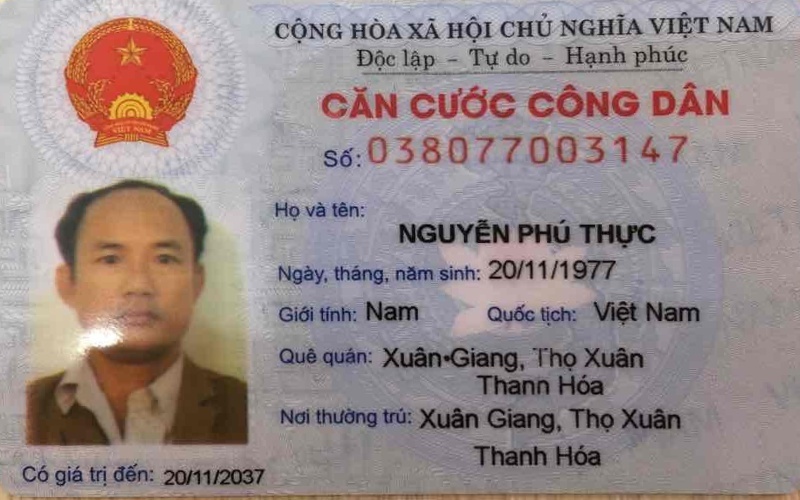 CỘNG HÒA XÃ HỘI CHỦ NGHĨA VIỆT NAM
Độc lập - Tự do - Hạnh phúc
CĂN CƯỚC CÔNG DÂN
Số: 038077003147
Họ và tên:
NGUYỄN PHÚ THỰC
Ngày, tháng, năm sinh: 20/11/1977
Giới tính: Nam Quốc tịch: Việt Nam
Quê quán: Xuân Giang, Thọ Xuân
Thanh Hóa
Nơi thường trú: Xuân Giang, Thọ Xuân
Thanh Hóa
Có giá trị đến: 20/11/2037
VIỆT NAM